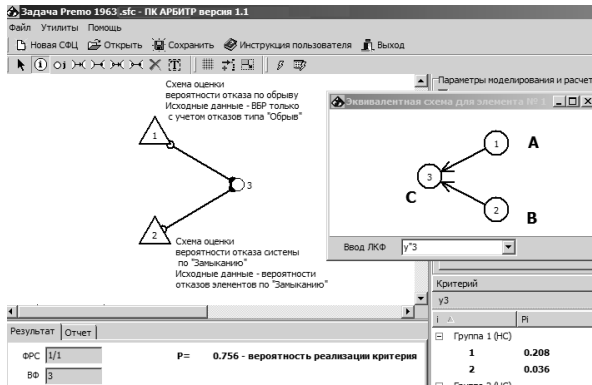 Задача Premo 1963 .sfc - ПК АРБИТР версия 1.1
Файл Утилиты Помощь
Новая СФЦ Открыть Сохранить Инструкция пользователя Выход
Схема оценки
вероятности отказа по обрыву
Исходные данные - ВБР только
с учетом отказов типа "Обрыв"
1
3
2
Схема оценки
вероятности отказа системы
по "Замыканию"
Исходные данные - вероятности
отказов элементов по "Замыканию"
Параметры моделирования и расчет
Эквивалентная схема для элемента № 1
1 A
3
C
2 B
Ввод ЛКФ y"3
Критерий
y3
i Pi
Группа 1 (НС)
1 0.208
2 0.036
Результат Отчет
ФРС 1/1 P= 0.756 - вероятность реализации критерия
ВФ 3